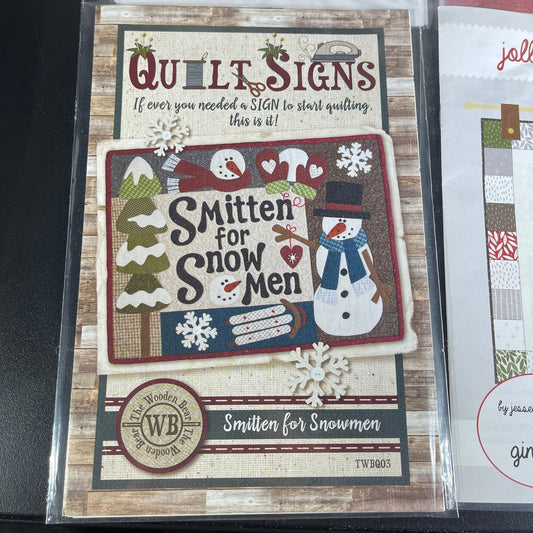 QUILT SIGNS
If ever you needed a SIGN to start quilting,
this is it!
SMitten
for
Snow
Men
The Wooden Bear
WB
The Wooden Bear
Smitten for Snowmen
TWBQ03
joll
by jesse
gin